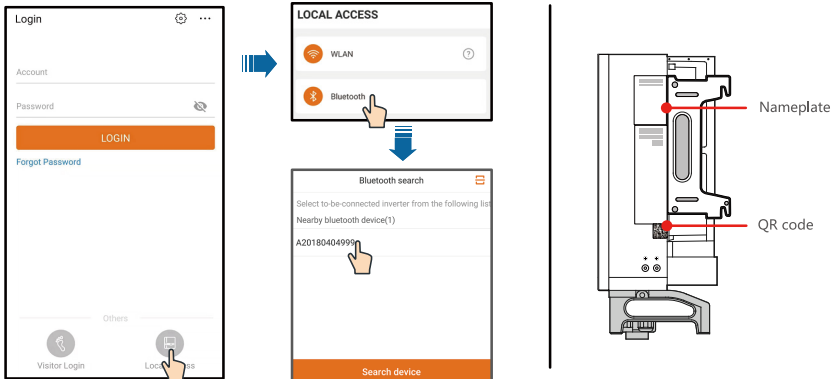 Login
Account
Password
LOGIN
Forgot Password
Others
Visitor Login
LOCAL ACCESS
WLAN
Bluetooth
Bluetooth search
Select to-be-connected inverter from the following list
Nearby bluetooth device(1)
A20180404999
Search device
Nameplate
QR code